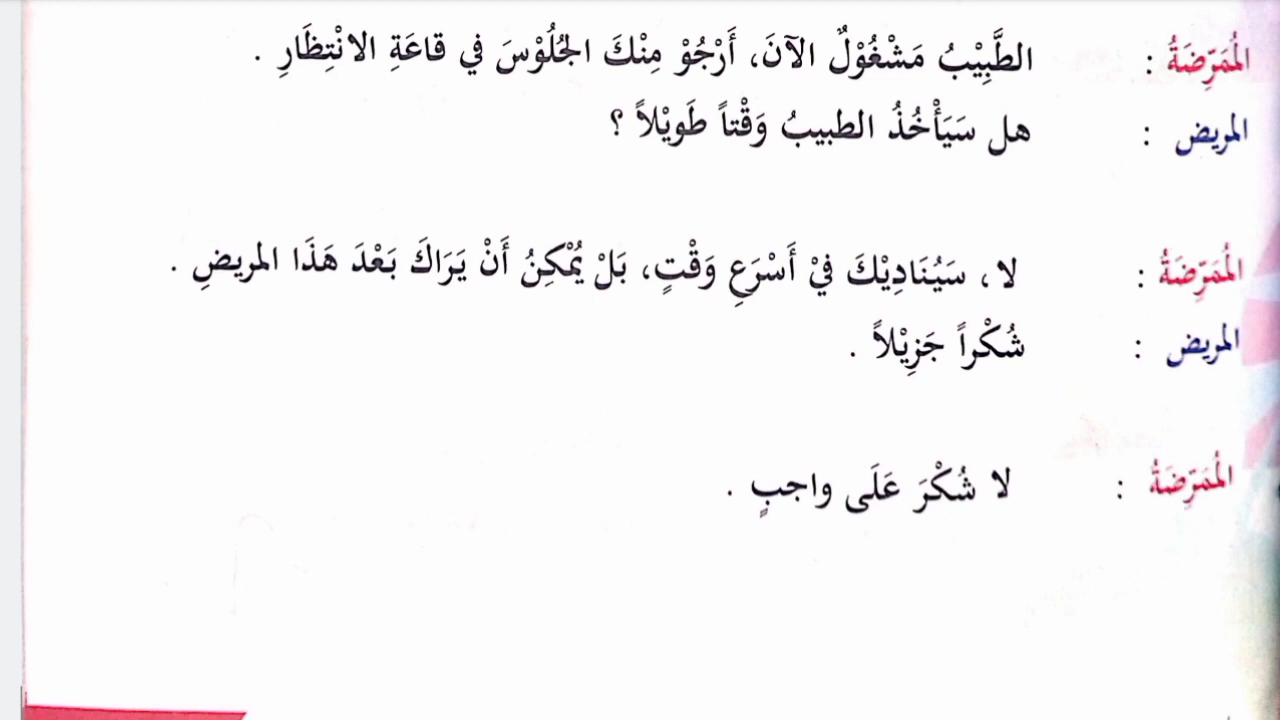 المُمَرِّضَةُ : الطَّبِيْبُ مَشْغُوْلٌ الآنَ، أَرْجُوْ مِنْكَ الجُلُوْسَ في قاعَةِ الانْتِظَارِ .
المريض : هل سَيَأْخُذُ الطبيبُ وَقْتاً طَوِيْلاً ؟
المُمَرِّضَةُ : لا، سَيُنَادِيْكَ فيْ أَسْرَعِ وَقْتٍ، بَلْ يُمْكِنُ أَنْ يَرَاكَ بَعْدَ هَذَا المريضِ .
المريض : شُكْراً جَزِيْلاً .
المُمَرِّضَةُ : لا شُكْرَ عَلَى واجبٍ .